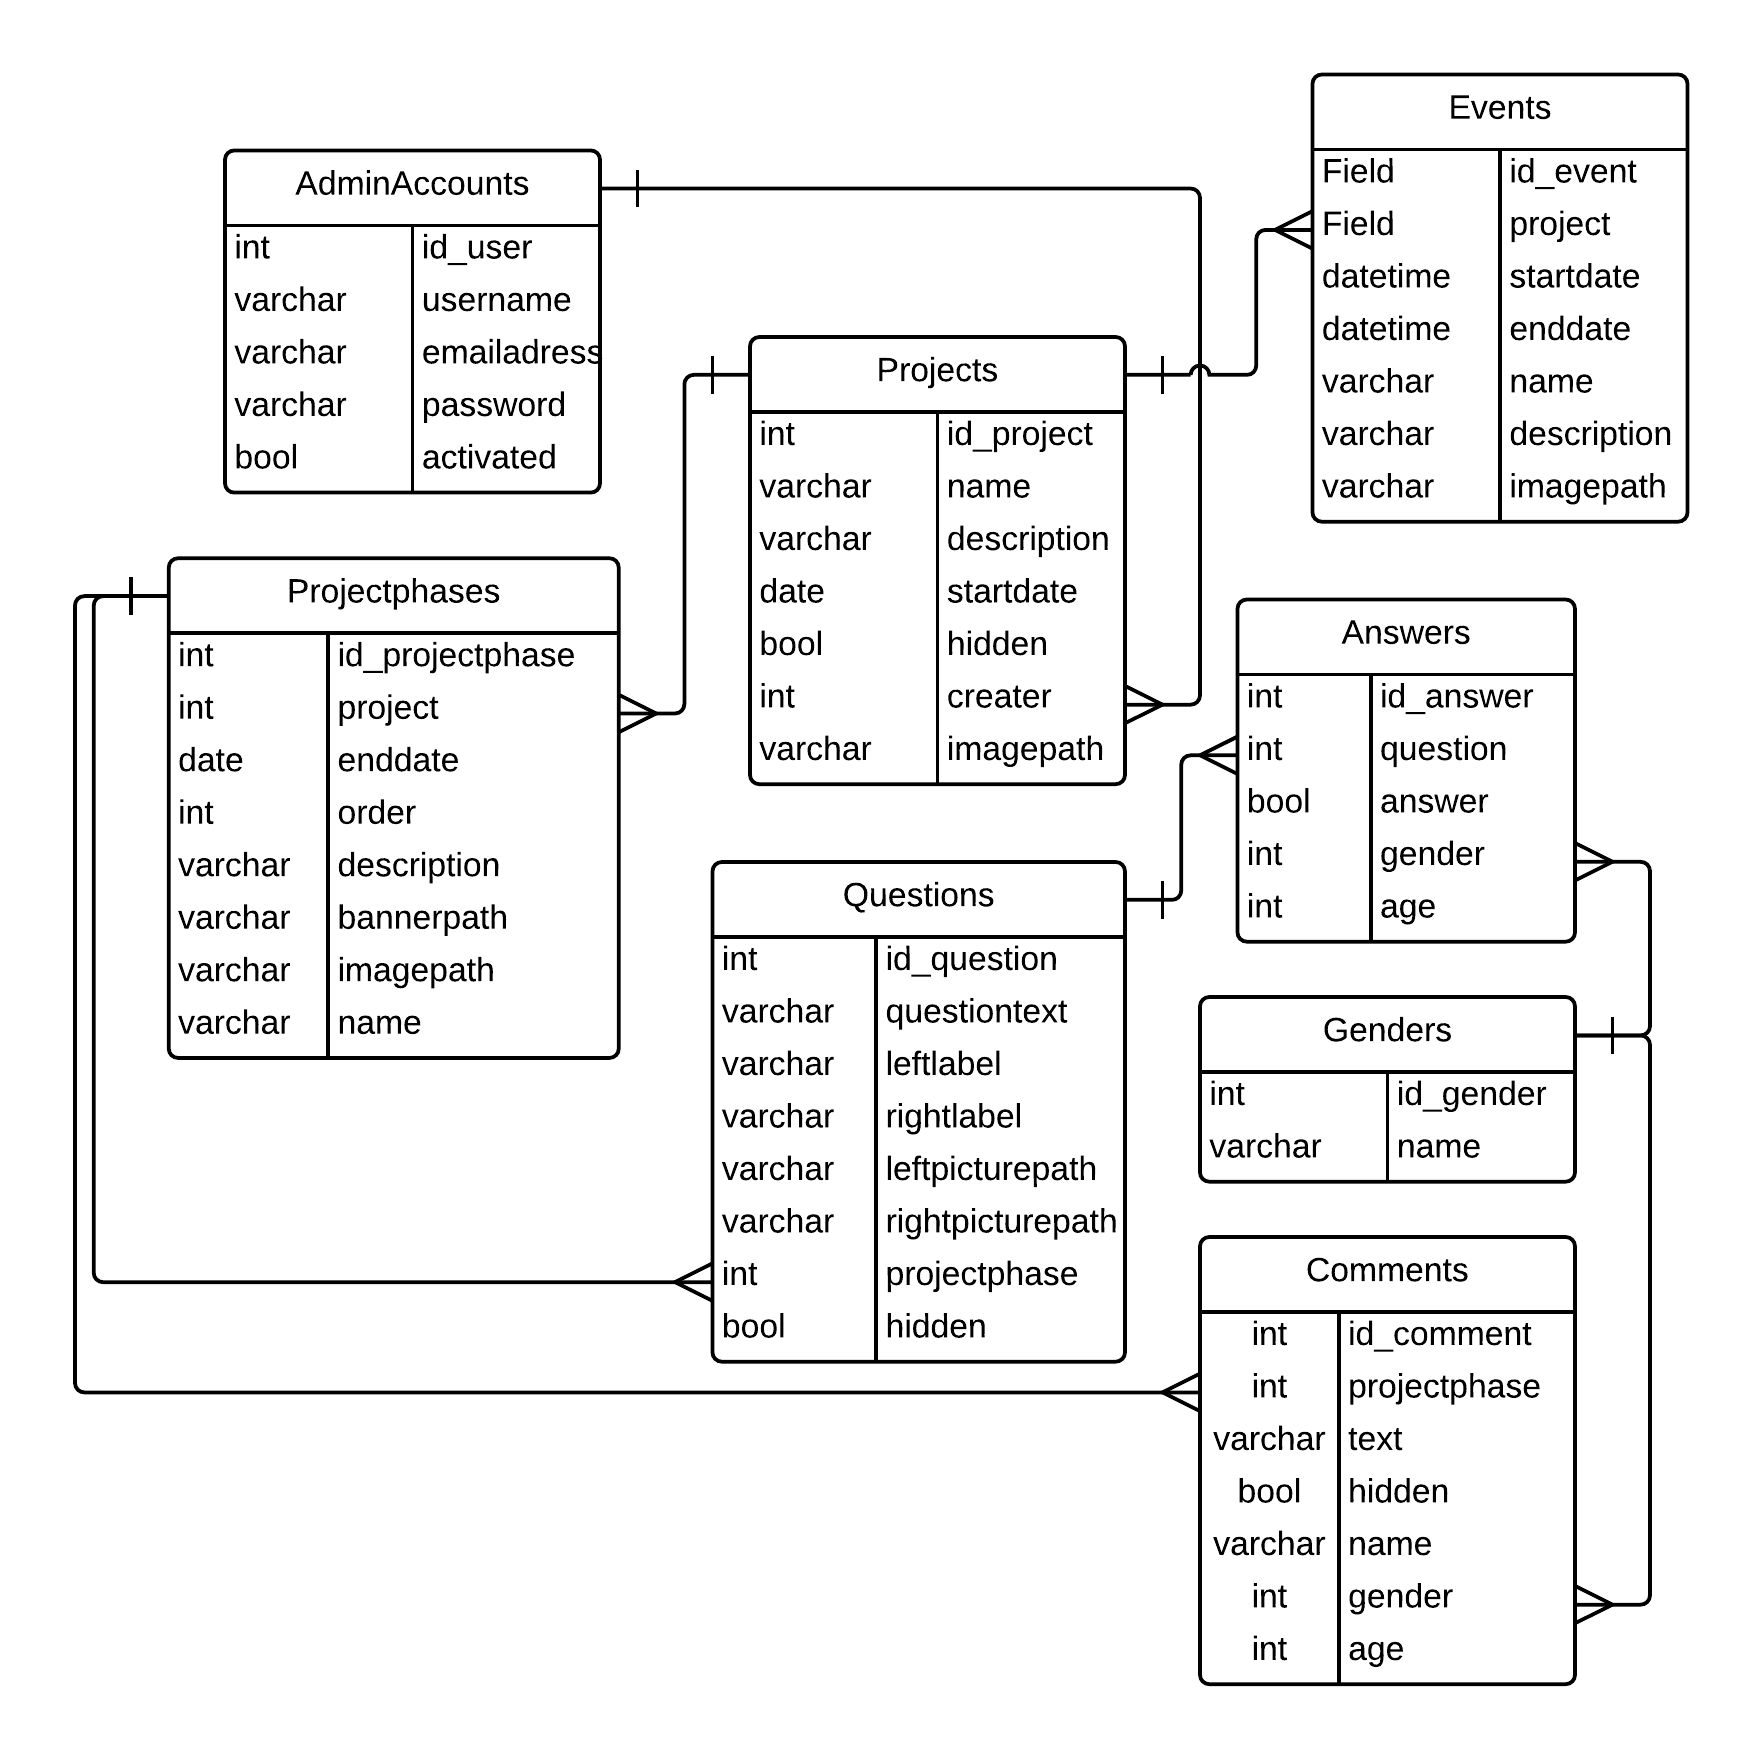 Events
Field id_event
Field project
datetime startdate
datetime enddate
varchar name
varchar description
varchar imagepath
AdminAccounts
int id_user
varchar username
varchar emailadress
varchar password
bool activated
Projects
int id_project
varchar name
varchar description
date startdate
bool hidden
int creater
varchar imagepath
Projectphases
int id_projectphase
int project
date enddate
int order
varchar description
varchar bannerpath
varchar imagepath
varchar name
Answers
int id_answer
int question
bool answer
int gender
int age
Questions
int id_question
varchar questiontext
varchar leftlabel
varchar rightlabel
varchar leftpicturepath
varchar rightpicturepath
int projectphase
bool hidden
Genders
int id_gender
varchar name
Comments
int id_comment
int projectphase
varchar text
bool hidden
varchar name
int gender
int age